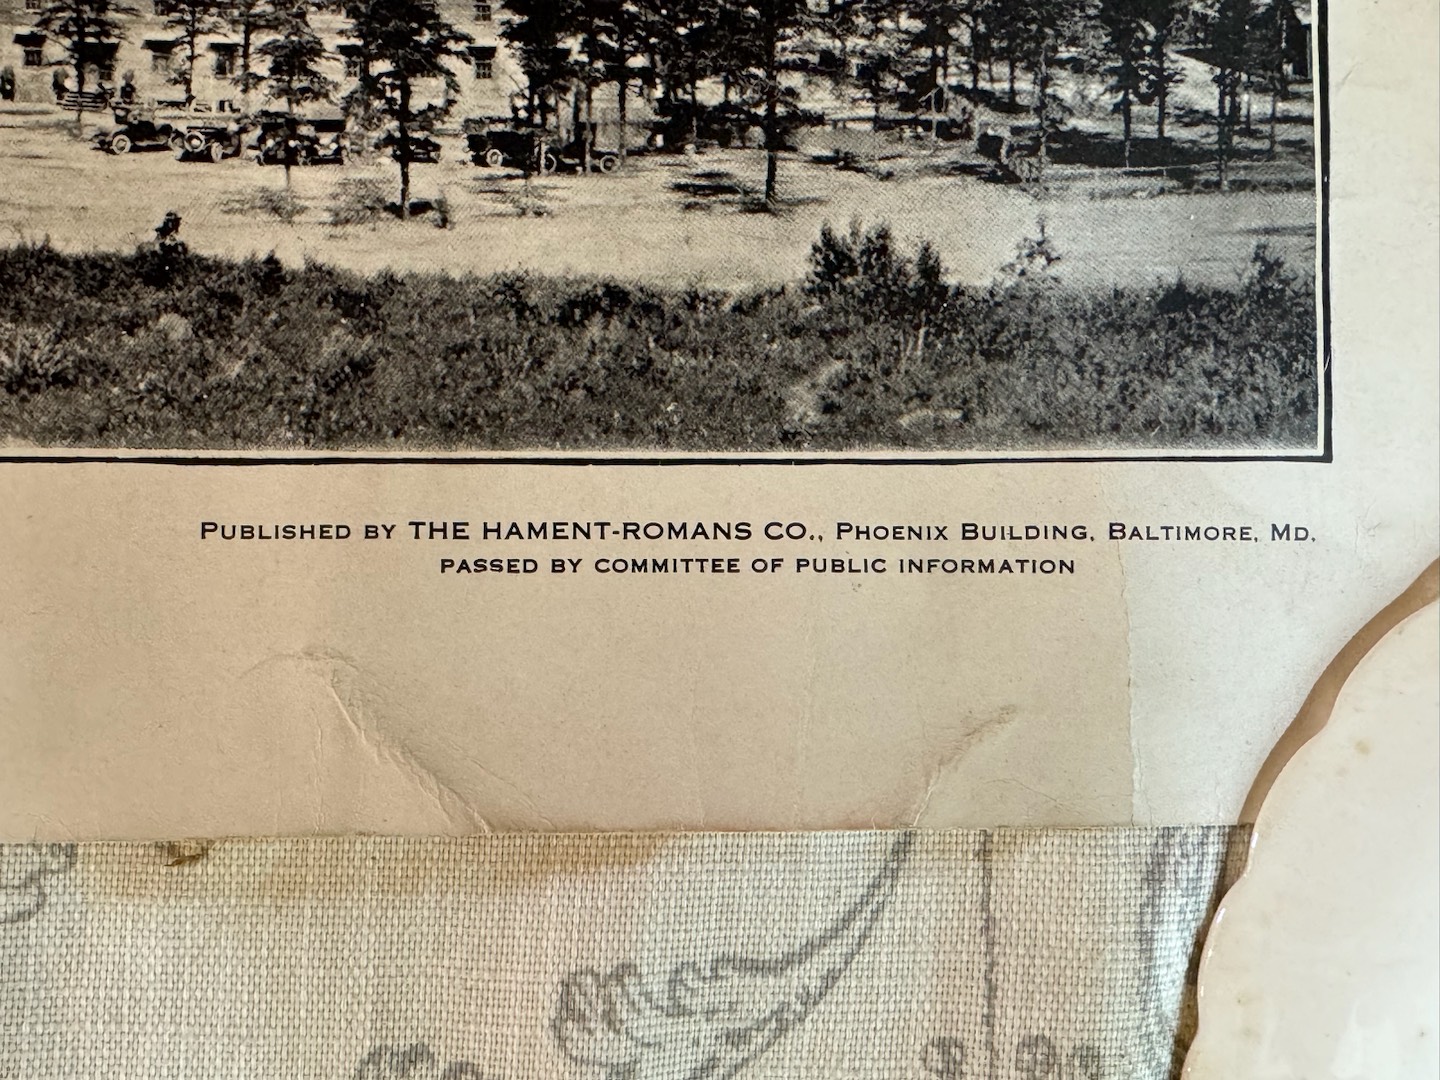 PUBLISHED BY THE HAMENT-ROMANS CO., PHOENIX BUILDING, BALTIMORE, MD.
PASSED BY COMMITTEE OF PUBLIC INFORMATION